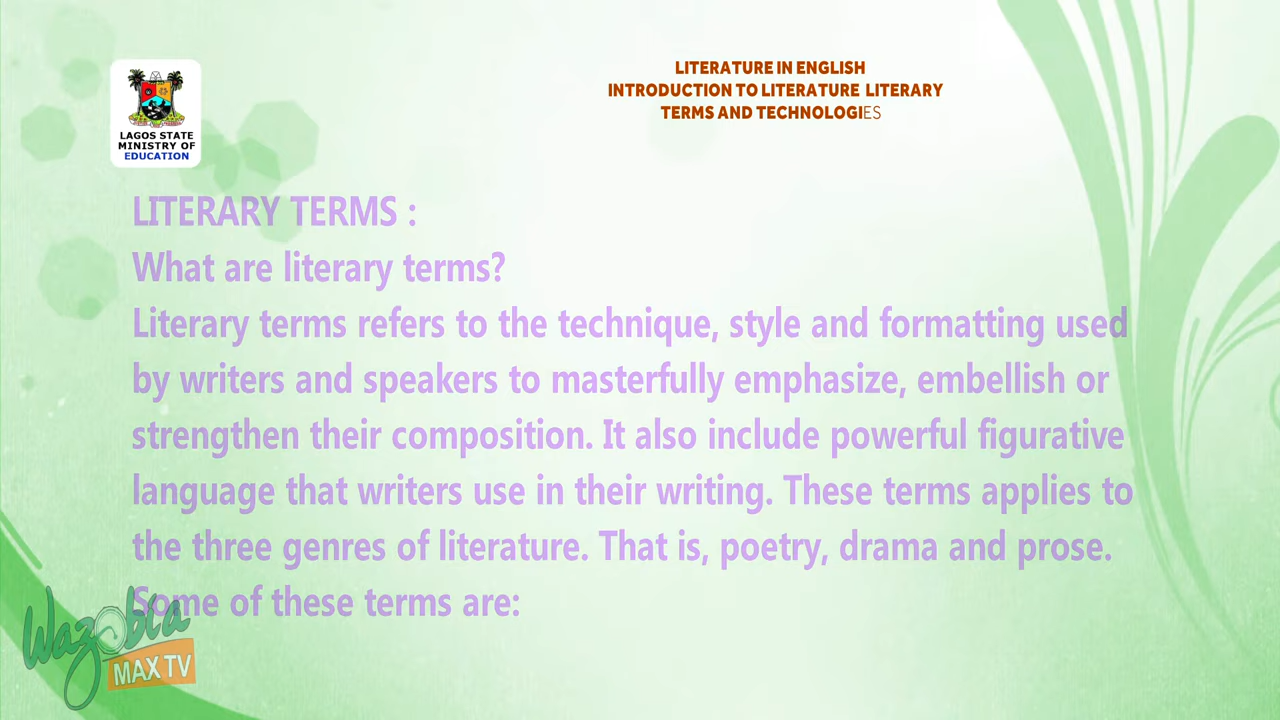 LITERATURE IN ENGLISH
INTRODUCTION TO LITERATURE LITERARY
TERMS AND TECHNOLOGIES
LAGOS STATE
MINISTRY OF
EDUCATION
LITERARY TERMS :
What are literary terms?
Literary terms refers to the technique, style and formatting used
by writers and speakers to masterfully emphasize, embellish or
strengthen their composition. It also include powerful figurative
language that writers use in their writing. These terms applies to
the three genres of literature. That is, poetry, drama and prose.
Some of these terms are:
Wazobia
MAX TV